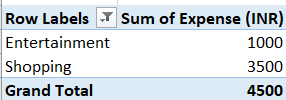 Row Labels Sum of Expense (INR)
Entertainment 1000
Shopping 3500
Grand Total 4500